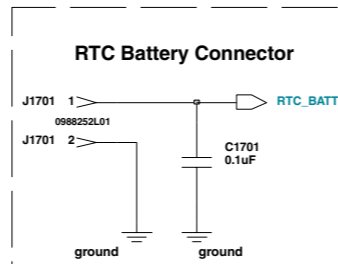 RTC Battery Connector
J1701 1
RTC_BATT
0988252L01
J1701 2
C1701
0.1uF
ground
ground